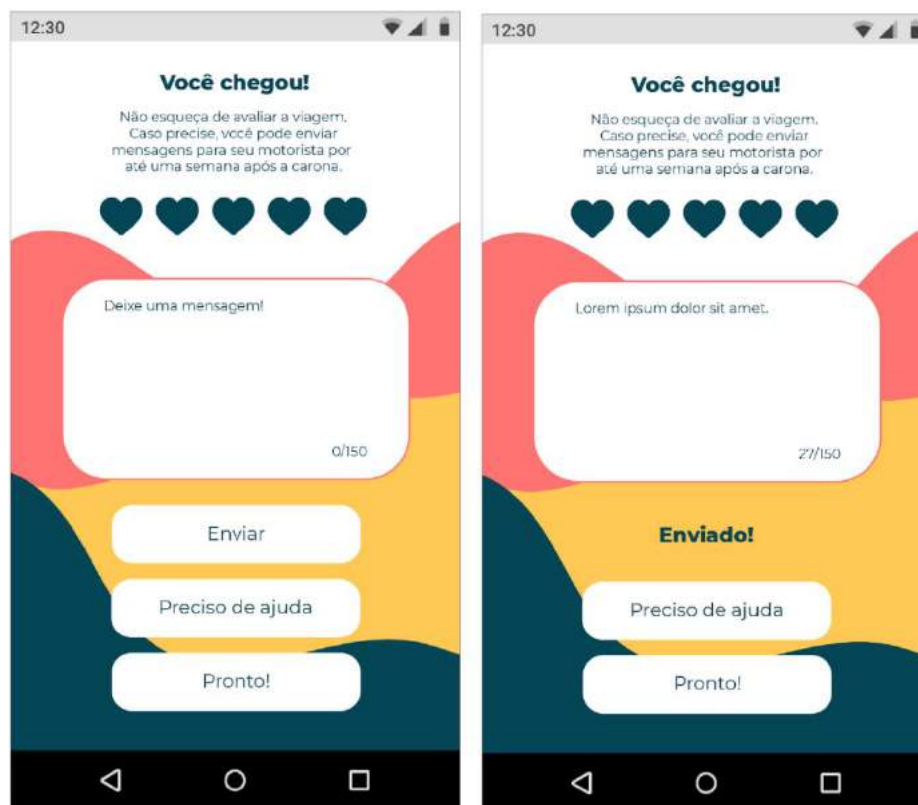 12:30
Você chegou!
Não esqueça de avaliar a viagem.
Caso precise, você pode enviar
mensagens para seu motorista por
até uma semana após a carona.
Deixe uma mensagem!
0/150
Enviar
Preciso de ajuda
Pronto!
12:30
Você chegou!
Não esqueça de avaliar a viagem.
Caso precise, você pode enviar
mensagens para seu motorista por
até uma semana após a carona.
Lorem ipsum dolor sit amet.
27/150
Enviado!
Preciso de ajuda
Pronto!